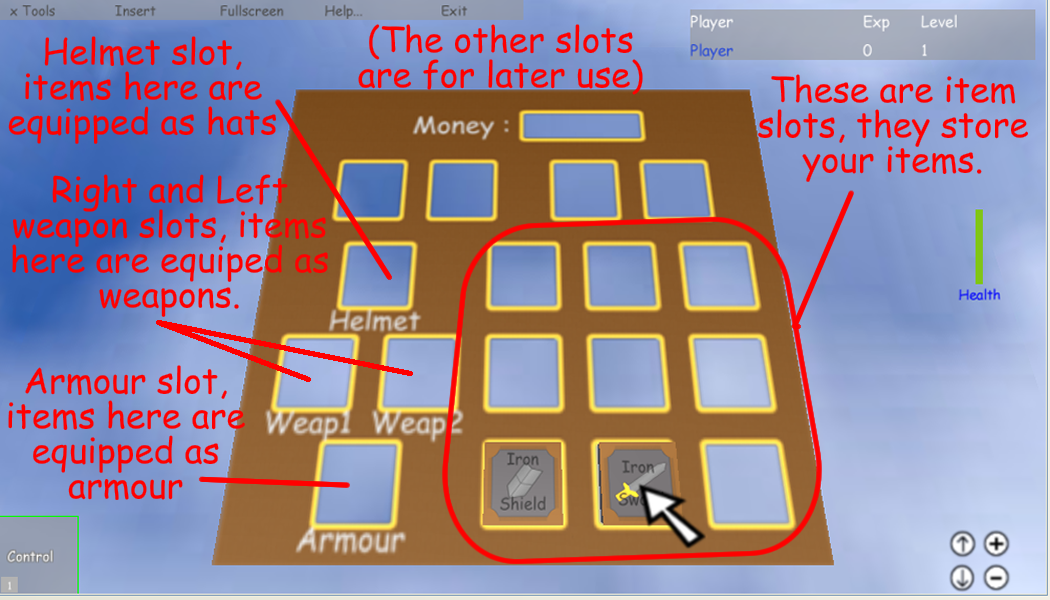 x Tools Insert Fullscreen Help... Exit
Player Exp Level
Player 0 1
Helmet slot,
items here are
equipped as hats
(The other slots
are for later use)
These are item
slots, they store
your items.
Money :
Right and Left
weapon slots, items
here are equiped as
weapons.
Health
Helmet
Armour slot,
items here are
equipped as
armour
Weap1 Weap2
Iron
Shield
Iron
Armour
Control
1